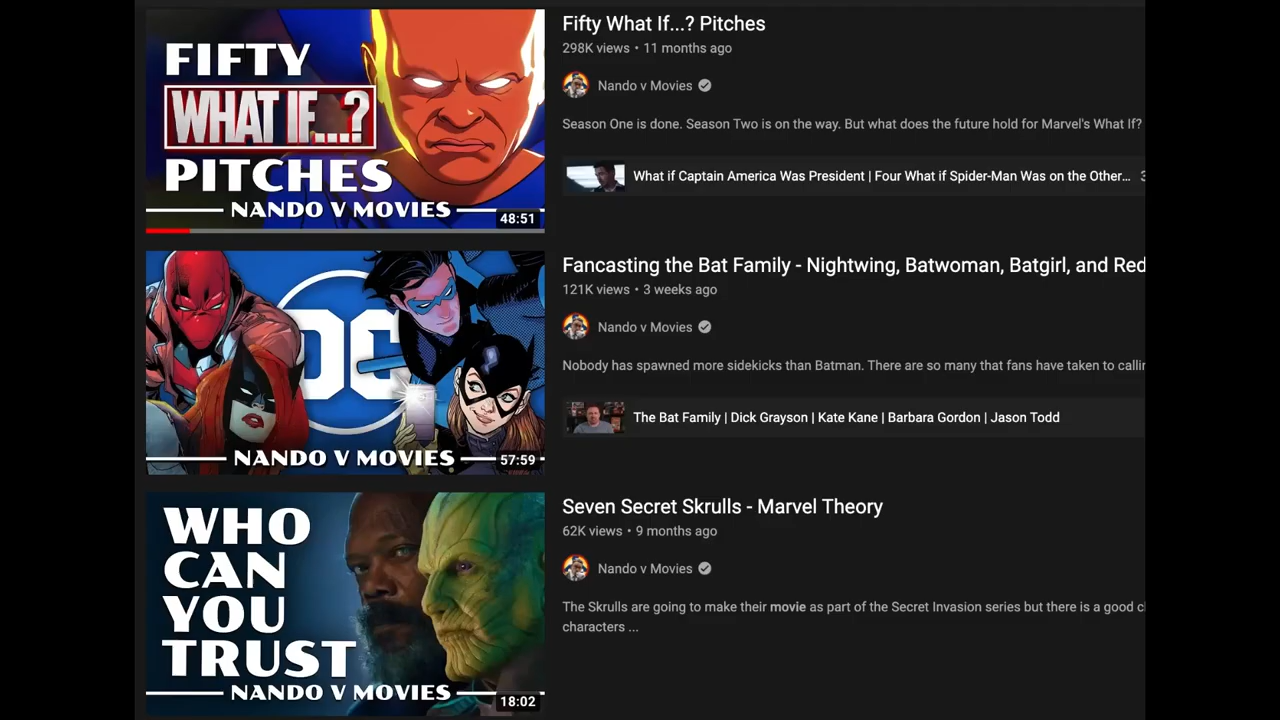 FIFTY
WHAT IF...?
PITCHES
NANDO V MOVIES
48:51
Fifty What If...? Pitches
298K views • 11 months ago
Nando v Movies
Season One is done. Season Two is on the way. But what does the future hold for Marvel's What If?
What if Captain America Was President | Four What if Spider-Man Was on the Other...
DC
NANDO V MOVIES
57:59
Fancasting the Bat Family - Nightwing, Batwoman, Batgirl, and Red
121K views • 3 weeks ago
Nando v Movies
Nobody has spawned more sidekicks than Batman. There are so many that fans have taken to
The Bat Family | Dick Grayson | Kate Kane | Barbara Gordon | Jason Todd
WHO
CAN
YOU
TRUST
NANDO V MOVIES
18:02
Seven Secret Skrulls - Marvel Theory
62K views • 9 months ago
Nando v Movies
The Skrulls are going to make their movie as part of the Secret Invasion series but there is a good
characters ...